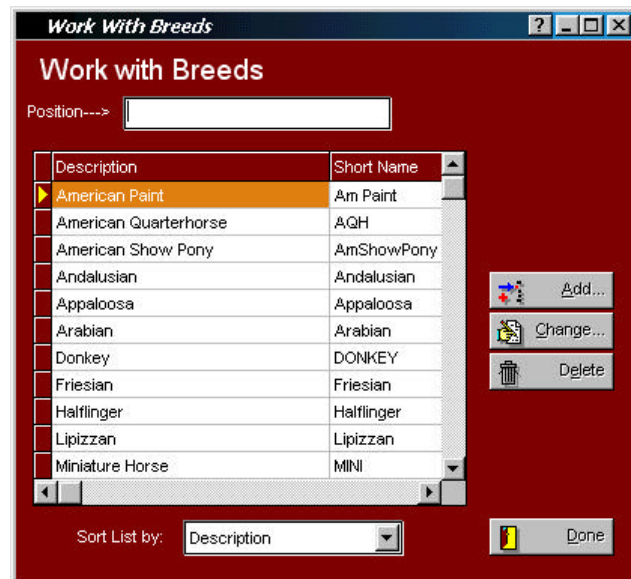 Work With Breeds
Work with Breeds
Position--->
Description Short Name
American Paint Am Paint
American Quarterhorse AQH
American Show Pony AmShowPony
Andalusian Andalusian
Appaloosa Appaloosa
Arabian Arabian
Donkey DONKEY
Friesian Friesian
Halflinger Halflinger
Lipizzan Lipizzan
Miniature Horse MINI
Add...
Change...
Delete
Sort List by: Description
Done